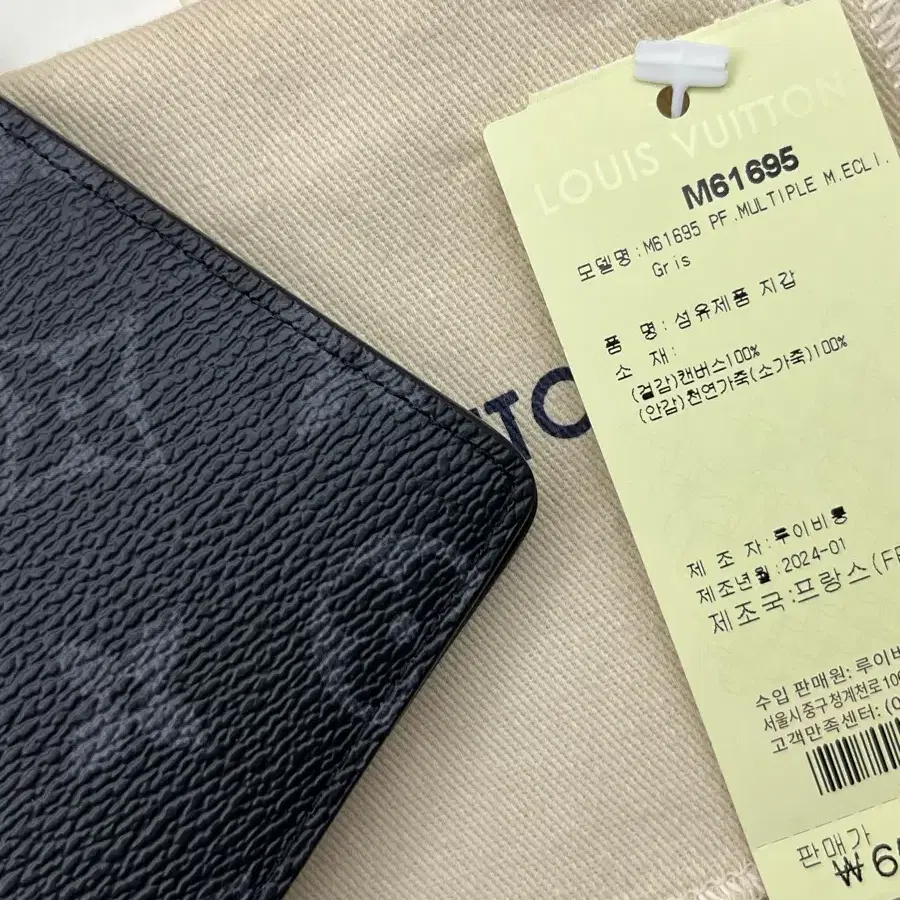 LOUIS VUITTON
M61695
모델명:M61695 PF.MULTIPLE M.ECLI.
Gris
품 명:섬유제품 지갑
소 재:
(겉감)캔버스100%
(안감)천연가죽(소가죽)100%
제 조 자:루이비통
제조년월:2024-01
제조국:프랑스(FR
수입 판매원: 루이비
서울시중구청계천로100
고객만족센터: (0
판매가
₩6